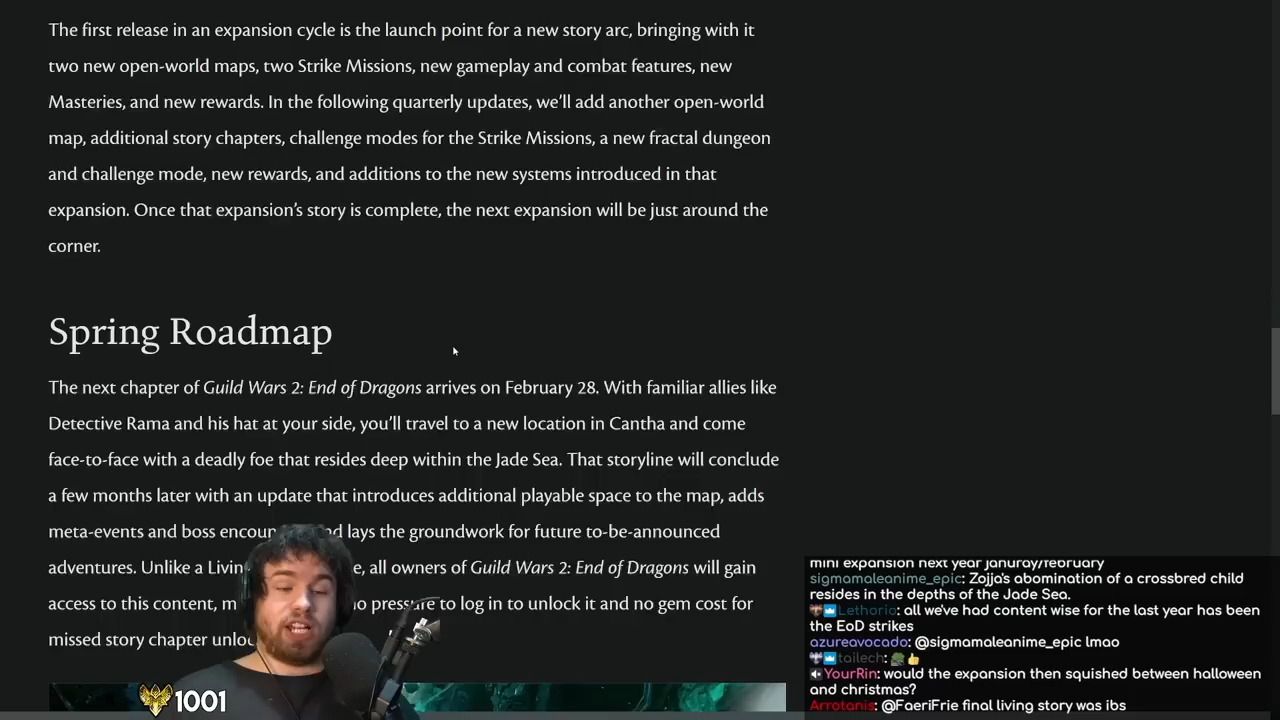 The first release in an expansion cycle is the launch point for a new story arc, bringing with it
two new open-world maps, two Strike Missions, new gameplay and combat features, new
Masteries, and new rewards. In the following quarterly updates, we'll add another open-world
map, additional story chapters, challenge modes for the Strike Missions, a new fractal dungeon
and challenge mode, new rewards, and additions to the new systems introduced in that
expansion. Once that expansion's story is complete, the next expansion will be just around the
corner.
Spring Roadmap
The next chapter of Guild Wars 2: End of Dragons arrives on February 28. With familiar allies like
Detective Rama and his hat at your side, you'll travel to a new location in Cantha and come
face-to-face with a deadly foe that resides deep within the Jade Sea. That storyline will conclude
a few months later with an update that introduces additional playable space to the map, adds
meta-events and boss lays the groundwork for future to-be-announced
adventures. Unlike a all owners of Guild Wars 2: End of Dragons will gain
access to this content, no pressure to log in to unlock it and no gem cost for
missed story chapter
1001
mini expansion next year januray/february
sigmamaleanime_epic: Zojja's abomination of a crossbred child
resides in the depths of the Jade Sea.
Lethorio: all we've had content wise for the last year has been
the EoD strikes
azureavocado: @sigmamaleanime_epic lmao
tailech:
YourRin: would the expansion then squished between halloween
and christmas?
Arrotanis: @FaeriFrie final living story was ibs